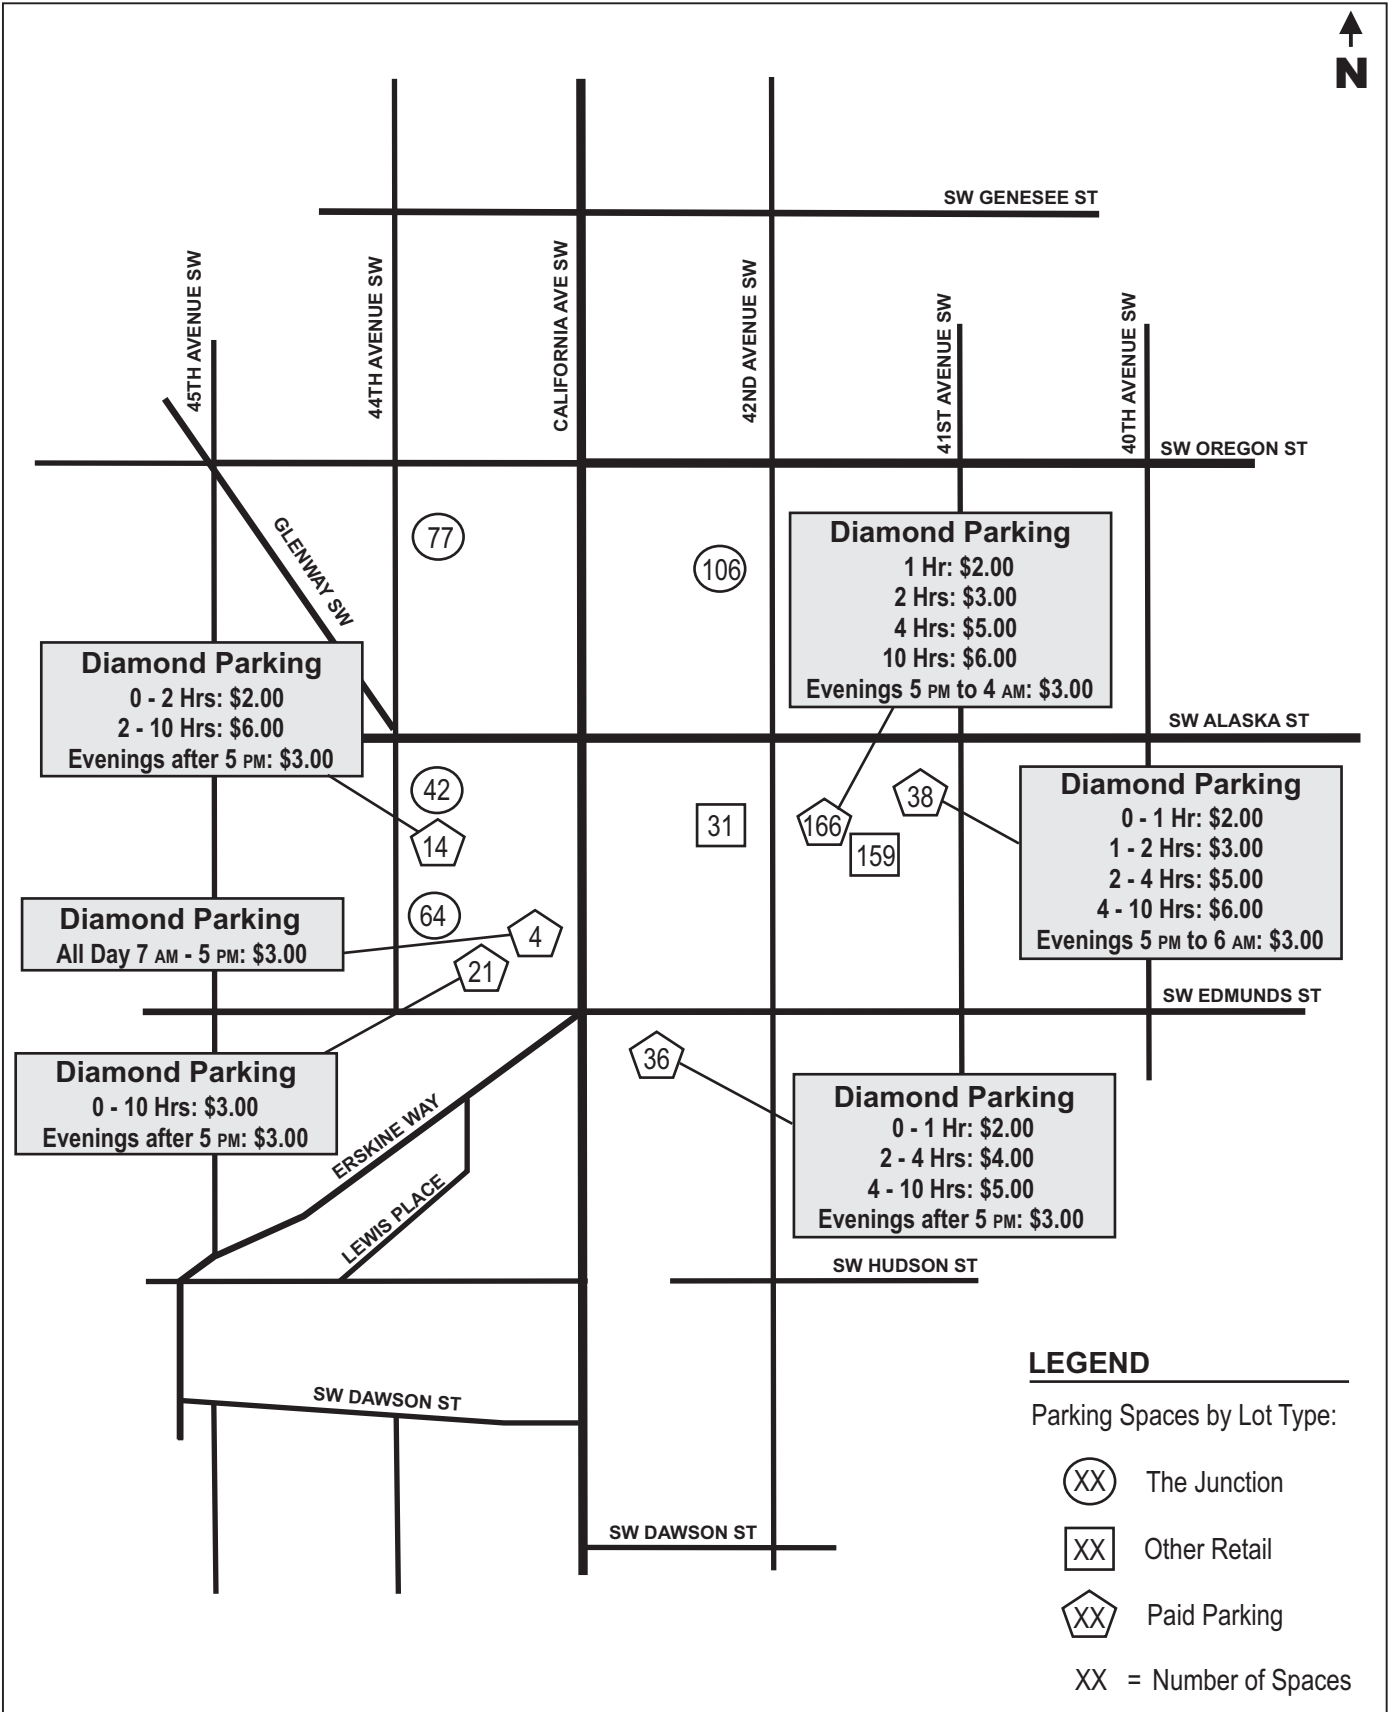 N
SW GENESEE ST
45TH AVENUE SW
44TH AVENUE SW
CALIFORNIA AVE SW
42ND AVENUE SW
41ST AVENUE SW
40TH AVENUE SW
SW OREGON ST
GLENWAY SW
77
106
Diamond Parking
1 Hr: $2.00
2 Hrs: $3.00
4 Hrs: $5.00
10 Hrs: $6.00
Evenings 5 PM to 4 AM: $3.00
Diamond Parking
0 - 2 Hrs: $2.00
2 - 10 Hrs: $6.00
Evenings after 5 PM: $3.00
SW ALASKA ST
42
14
31
166
159
38
Diamond Parking
0 - 1 Hr: $2.00
1 - 2 Hrs: $3.00
2 - 4 Hrs: $5.00
4 - 10 Hrs: $6.00
Evenings 5 PM to 6 AM: $3.00
Diamond Parking
All Day 7 AM - 5 PM: $3.00
64
4
21
SW EDMUNDS ST
Diamond Parking
0 - 10 Hrs: $3.00
Evenings after 5 PM: $3.00
36
Diamond Parking
0 - 1 Hr: $2.00
2 - 4 Hrs: $4.00
4 - 10 Hrs: $5.00
Evenings after 5 PM: $3.00
ERSKINE WAY
LEWIS PLACE
SW HUDSON ST
SW DAWSON ST
SW DAWSON ST
LEGEND
Parking Spaces by Lot Type:
XX The Junction
XX Other Retail
XX Paid Parking
XX = Number of Spaces